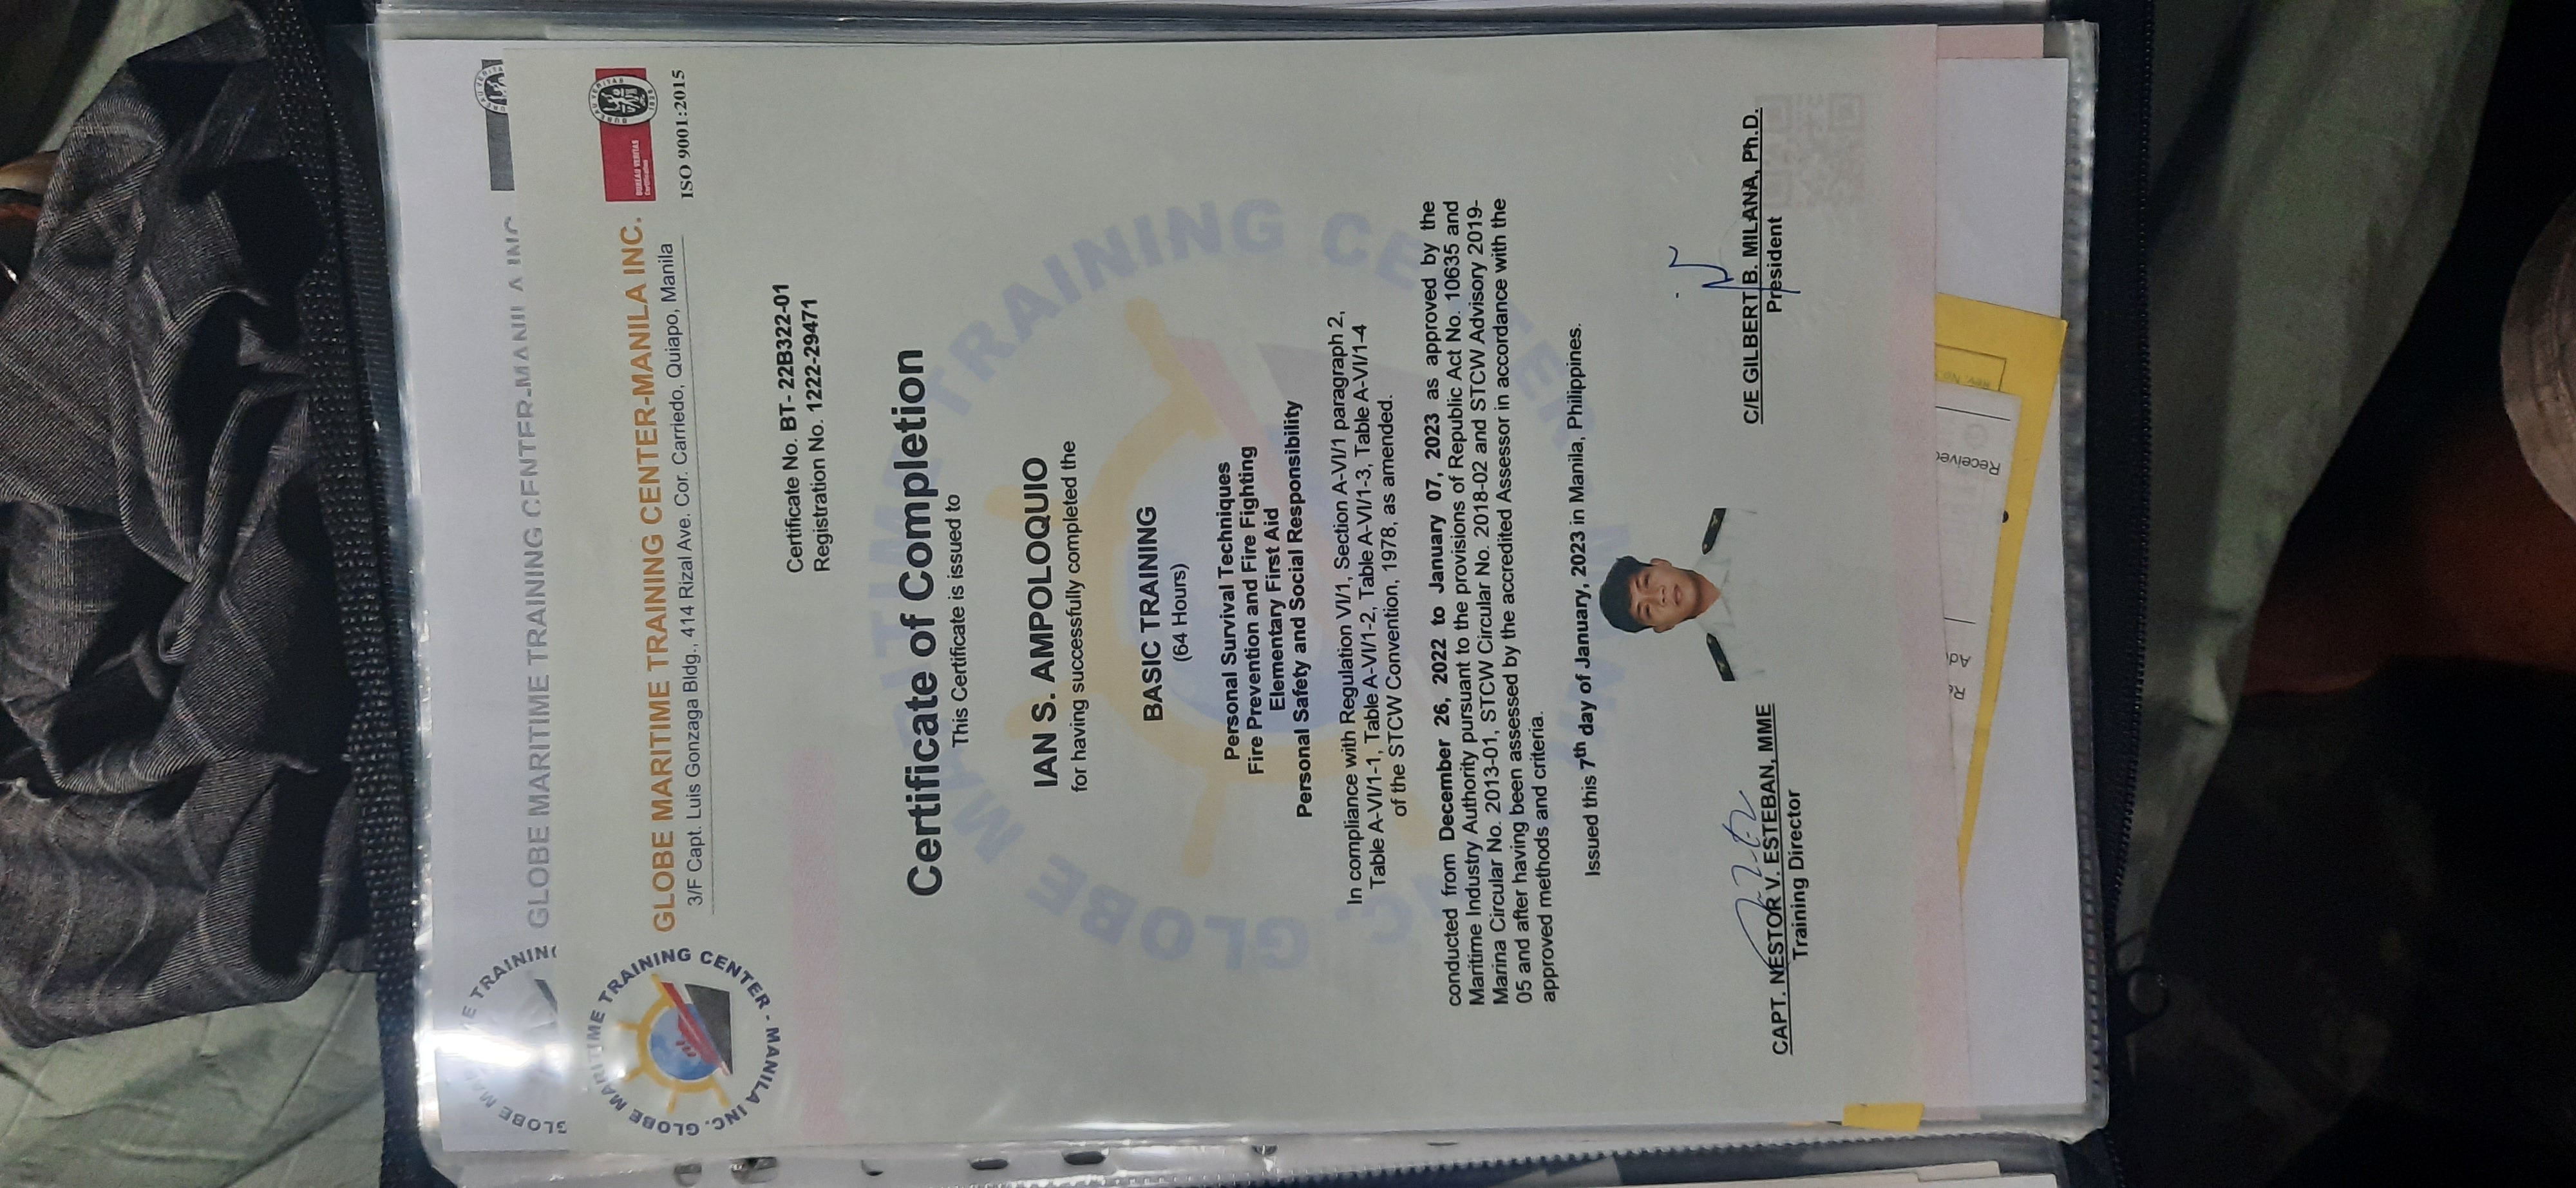 GLOBE MARITIME TRAINING
GLOBE MARITIME TRAINING CENTER-MANILA INC
GLOBE MARITIME TRAINING CENTER - MANILA INC.
GLOBE MARITIME TRAINING CENTER-MANILA INC.
3/F Capt. Luis Gonzaga Bldg., 414 Rizal Ave. Cor. Carriedo, Quiapo, Manila
BUREAU VERITAS
Certification
BUREAU VERITAS
1828
ISO 9001:2015
Certificate No. BT- 22B322-01
Registration No. 1222-29471
Certificate of Completion
This Certificate is issued to
IAN S. AMPOLOQUIO
for having successfully completed the
BASIC TRAINING
(64 Hours)
Personal Survival Techniques
Fire Prevention and Fire Fighting
Elementary First Aid
Personal Safety and Social Responsibility
In compliance with Regulation VI/1, Section A-VI/1 paragraph 2,
Table A-VI/1-1, Table A-VI/1-2, Table A-VI/1-3, Table A-VI/1-4
of the STCW Convention, 1978, as amended.
conducted from December 26, 2022 to January 07, 2023 as approved by the
Maritime Industry Authority pursuant to the provisions of Republic Act No. 10635 and
Marina Circular No. 2013-01, STCW Circular No. 2018-02 and STCW Advisory 2019-
05 and after having been assessed by the accredited Assessor in accordance with the
approved methods and criteria.
Issued this 7th day of January, 2023 in Manila, Philippines.
CAPT. NESTOR V. ESTEBAN, MME
Training Director
C/E GILBERT B. MILANA, Ph.D.
President
Received